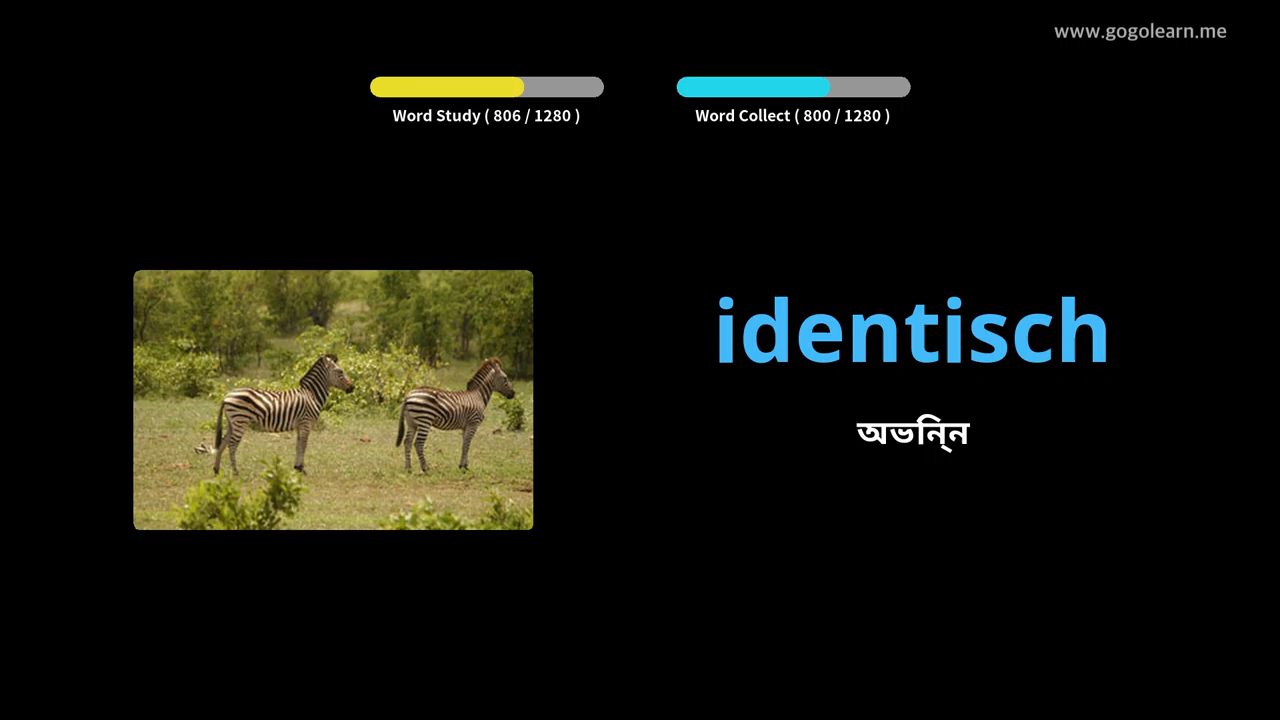 www.gogolearn.me
Word Study ( 806 / 1280 )
Word Collect ( 800 / 1280 )
identisch
অভিন্ন